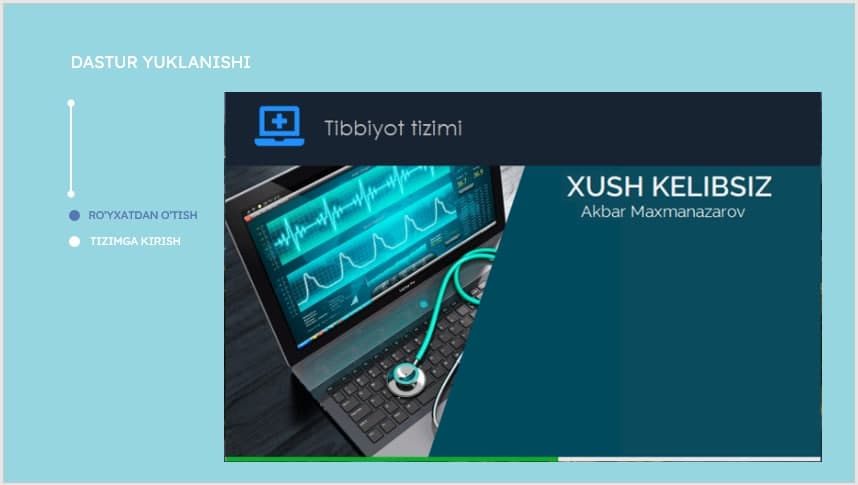 DASTUR YUKLANISHI
Tibbiyot tizimi
XUSH KELIBSIZ
Akbar Maxmanazarov
RO'YXATDAN O'TISH
TIZIMGA KIRISH